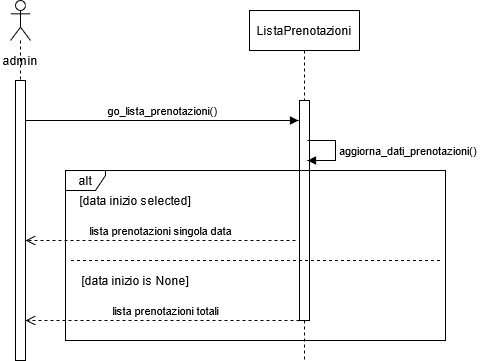 ListaPrenotazioni
admin
go_lista_prenotazioni()
aggiorna_dati_prenotazioni()
alt
[data inizio selected]
lista prenotazioni singola data
[data inizio is None]
lista prenotazioni totali